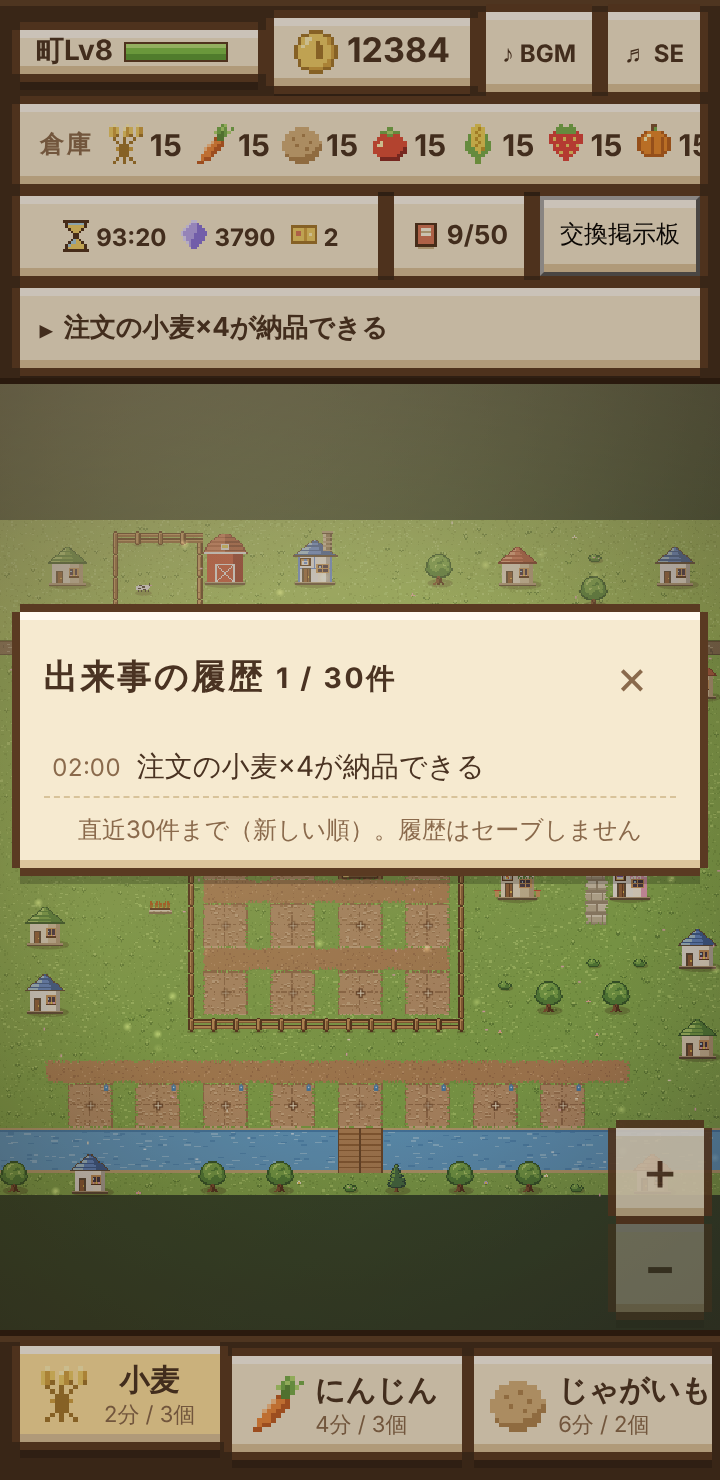 町Lv8 12384 ♪ BGM ♬ SE
倉庫 15 15 15 15 15 15 15
93:20 3790 2 9/50 交換掲示板
▸ 注文の小麦×4が納品できる
出来事の履歴 1 / 30件 ×
02:00 注文の小麦×4が納品できる
直近30件まで（新しい順）。履歴はセーブしません
+
−
小麦 にんじん じゃがいも
2分 / 3個 4分 / 3個 6分 / 2個